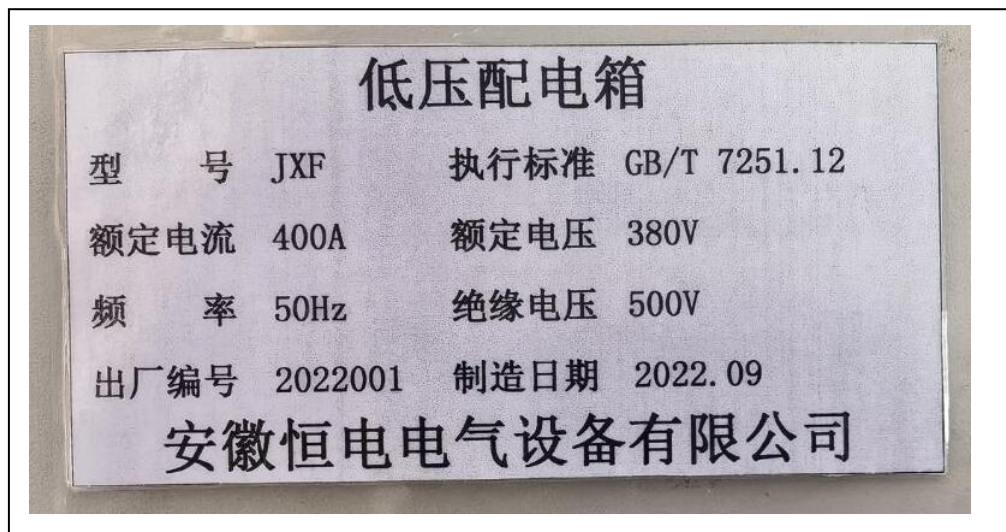 低压配电箱
型 号 JXF 执行标准 GB/T 7251.12
额定电流 400A 额定电压 380V
频 率 50Hz 绝缘电压 500V
出厂编号 2022001 制造日期 2022.09
安徽恒电电气设备有限公司